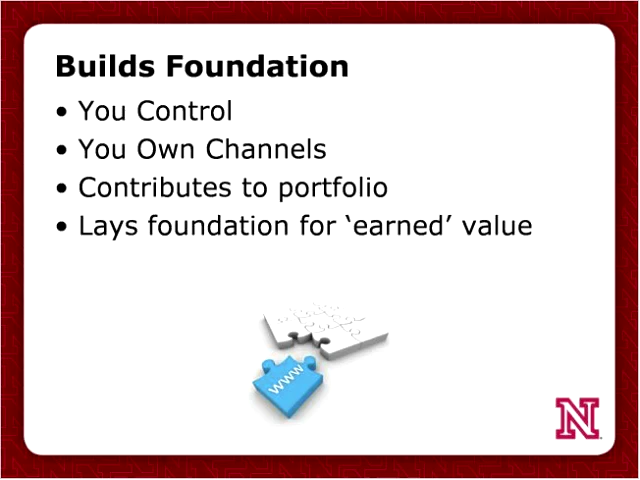 Builds Foundation
• You Control
• You Own Channels
• Contributes to portfolio
• Lays foundation for ‘earned’ value
www
N